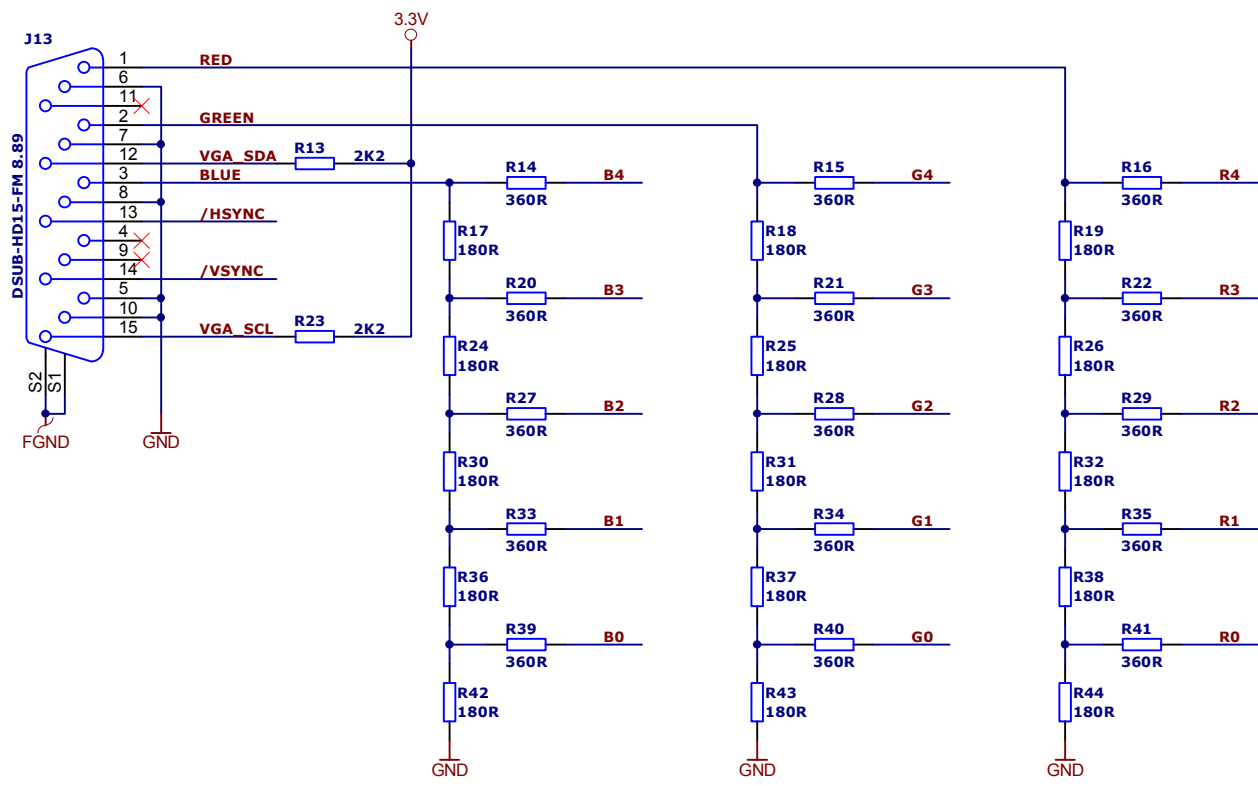 3.3V
J13
DSUB-HD15-FM 8.89
1 RED
6
11
2 GREEN
7
12 VGA_SDA R13 2K2
3 BLUE
8
13 /HSYNC
4
9
14 /VSYNC
5
10
15 VGA_SCL R23 2K2
S2
S1
FGND
GND
R14 B4
360R
R17
180R
R20 B3
360R
R24
180R
R27 B2
360R
R30
180R
R33 B1
360R
R36
180R
R39 B0
360R
R42
180R
GND
R15 G4
360R
R18
180R
R21 G3
360R
R25
180R
R28 G2
360R
R31
180R
R34 G1
360R
R37
180R
R40 G0
360R
R43
180R
GND
R16 R4
360R
R19
180R
R22 R3
360R
R26
180R
R29 R2
360R
R32
180R
R35 R1
360R
R38
180R
R41 R0
360R
R44
180R
GND